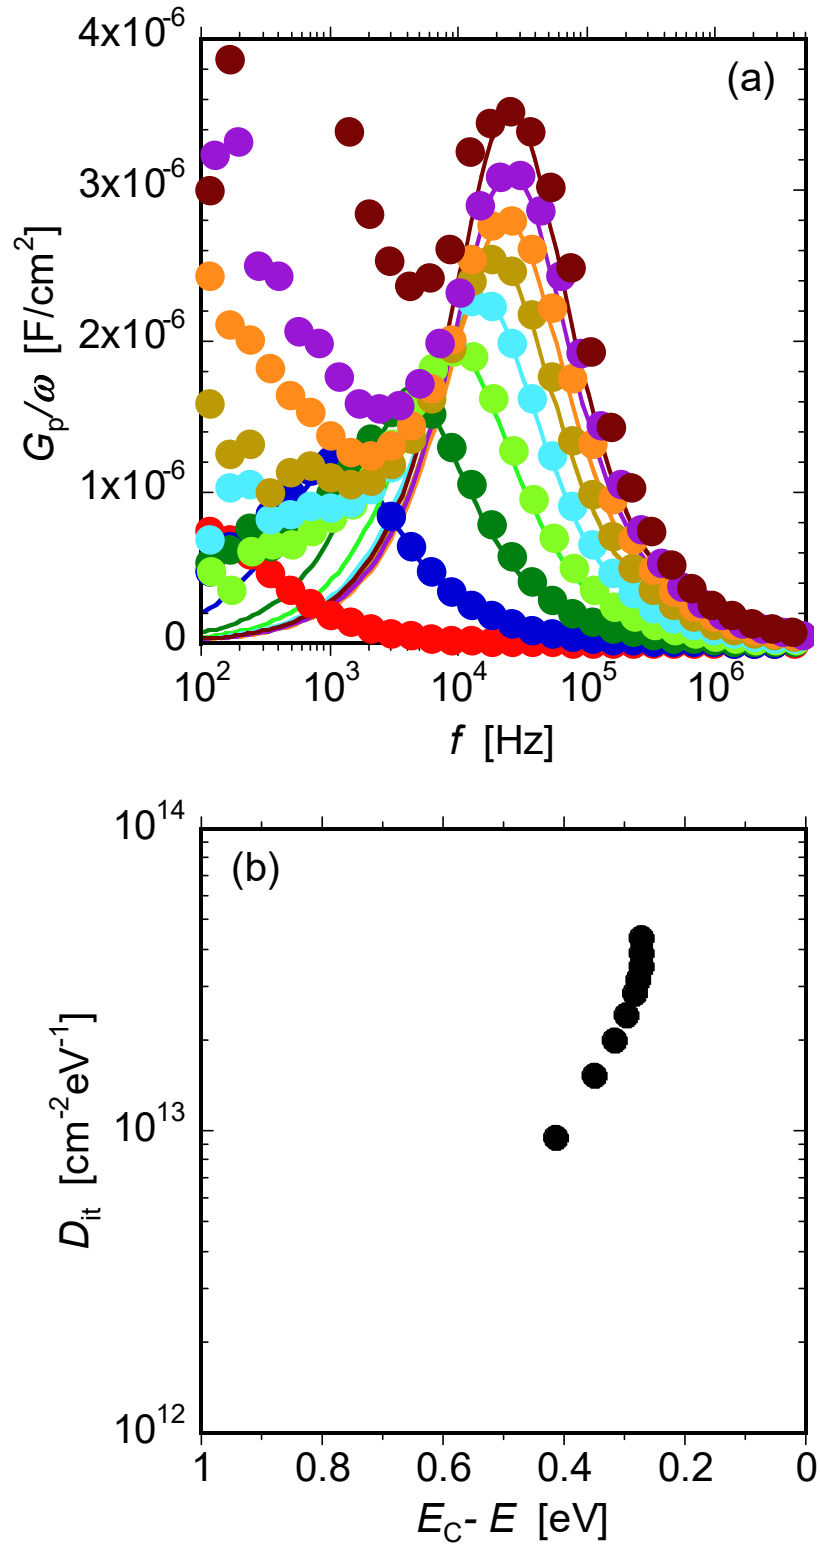 (a)
4x10⁻⁶
3x10⁻⁶
2x10⁻⁶
1x10⁻⁶
0
Gₚ/ω [F/cm²]
10² 10³ 10⁴ 10⁵ 10⁶
f [Hz]
(b)
10¹⁴
10¹³
10¹²
D_it [cm⁻²eV⁻¹]
1 0.8 0.6 0.4 0.2 0
E_C- E [eV]